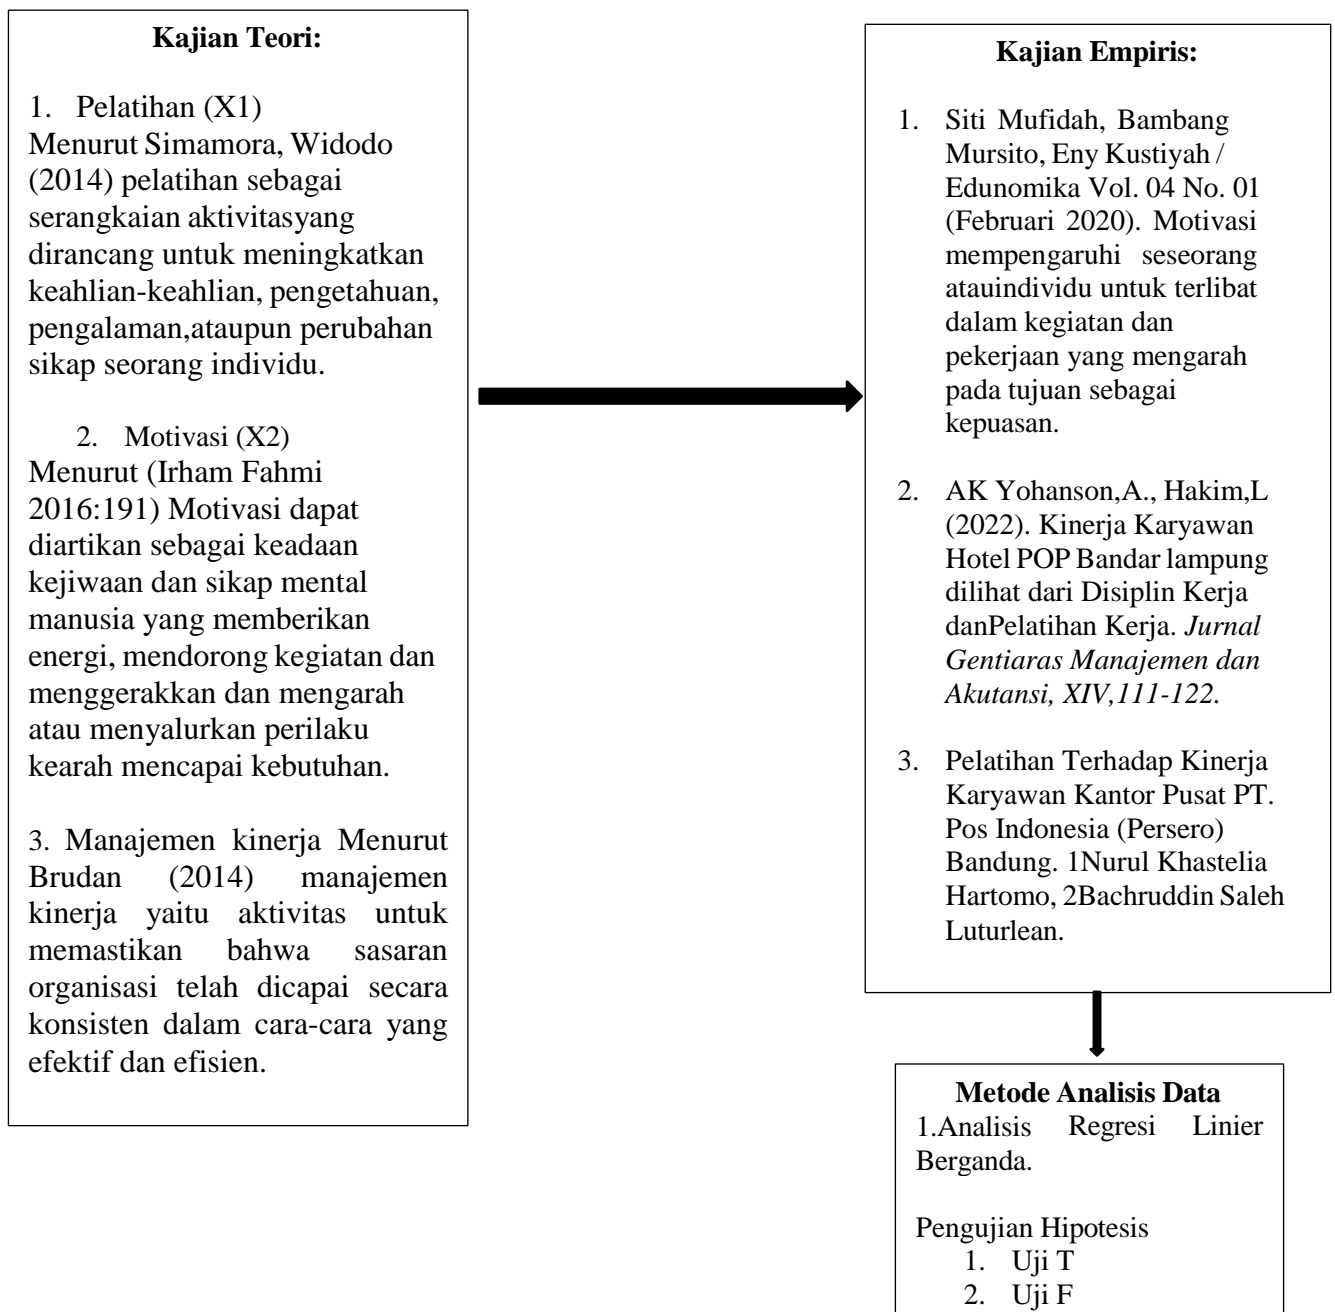 Kajian Teori:
1. Pelatihan (X1)
Menurut Simamora, Widodo
(2014) pelatihan sebagai
serangkaian aktivitasyang
dirancang untuk meningkatkan
keahlian-keahlian, pengetahuan,
pengalaman,ataupun perubahan
sikap seorang individu.
2. Motivasi (X2)
Menurut (Irham Fahmi
2016:191) Motivasi dapat
diartikan sebagai keadaan
kejiwaan dan sikap mental
manusia yang memberikan
energi, mendorong kegiatan dan
menggerakkan dan mengarah
atau menyalurkan perilaku
kearah mencapai kebutuhan.
3. Manajemen kinerja Menurut
Brudan (2014) manajemen
kinerja yaitu aktivitas untuk
memastikan bahwa sasaran
organisasi telah dicapai secara
konsisten dalam cara-cara yang
efektif dan efisien.
Kajian Empiris:
1. Siti Mufidah, Bambang
Mursito, Eny Kustiyah /
Edunomika Vol. 04 No. 01
(Februari 2020). Motivasi
mempengaruhi seseorang
atauindividu untuk terlibat
dalam kegiatan dan
pekerjaan yang mengarah
pada tujuan sebagai
kepuasan.
2. AK Yohanson,A., Hakim,L
(2022). Kinerja Karyawan
Hotel POP Bandar lampung
dilihat dari Disiplin Kerja
danPelatihan Kerja. Jurnal
Gentiaras Manajemen dan
Akutansi, XIV,111-122.
3. Pelatihan Terhadap Kinerja
Karyawan Kantor Pusat PT.
Pos Indonesia (Persero)
Bandung. 1Nurul Khastelia
Hartomo, 2Bachruddin Saleh
Luturlean.
Metode Analisis Data
1.Analisis Regresi Linier
Berganda.
Pengujian Hipotesis
1. Uji T
2. Uji F